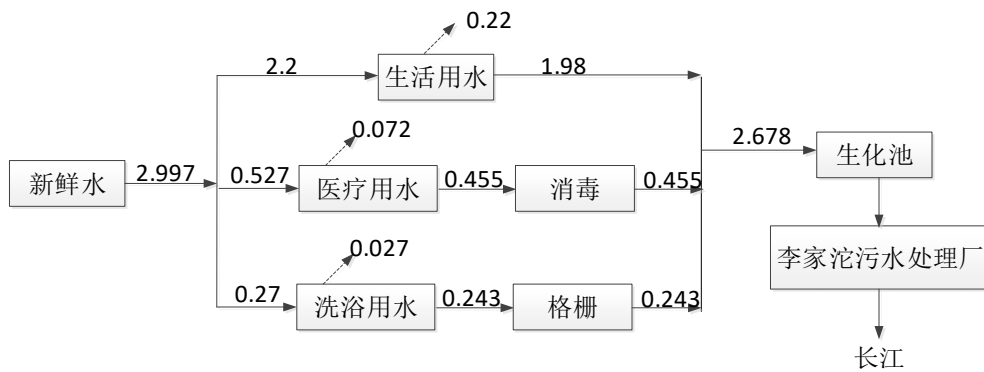 0.22
2.2
生活用水
1.98
0.072
2.678
生化池
新鲜水
2.997
0.527
医疗用水
0.455
消毒
0.455
0.027
李家沱污水处理厂
0.27
洗浴用水
0.243
格栅
0.243
长江